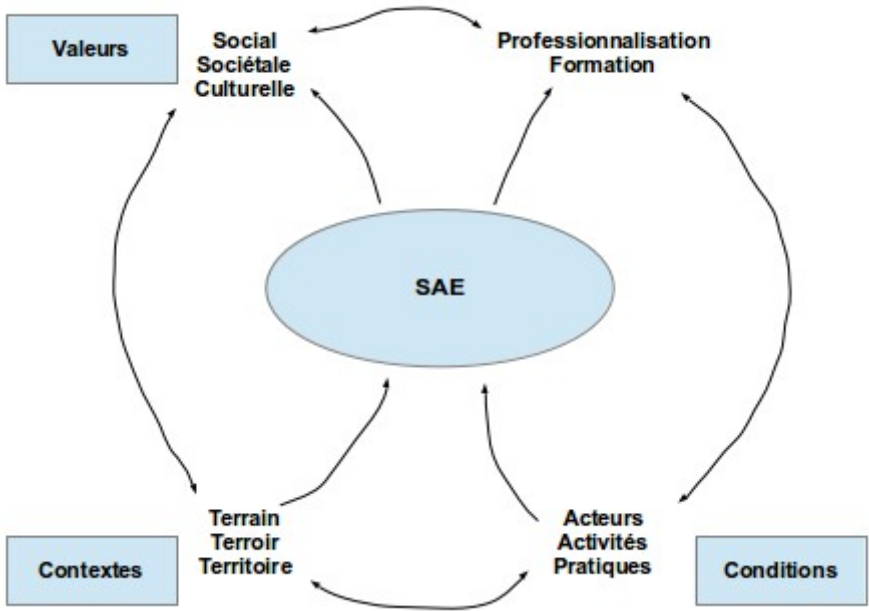 Valeurs
Social
Sociétale
Culturelle
Professionnalisation
Formation
SAE
Contextes
Terrain
Terroir
Territoire
Acteurs
Activités
Pratiques
Conditions